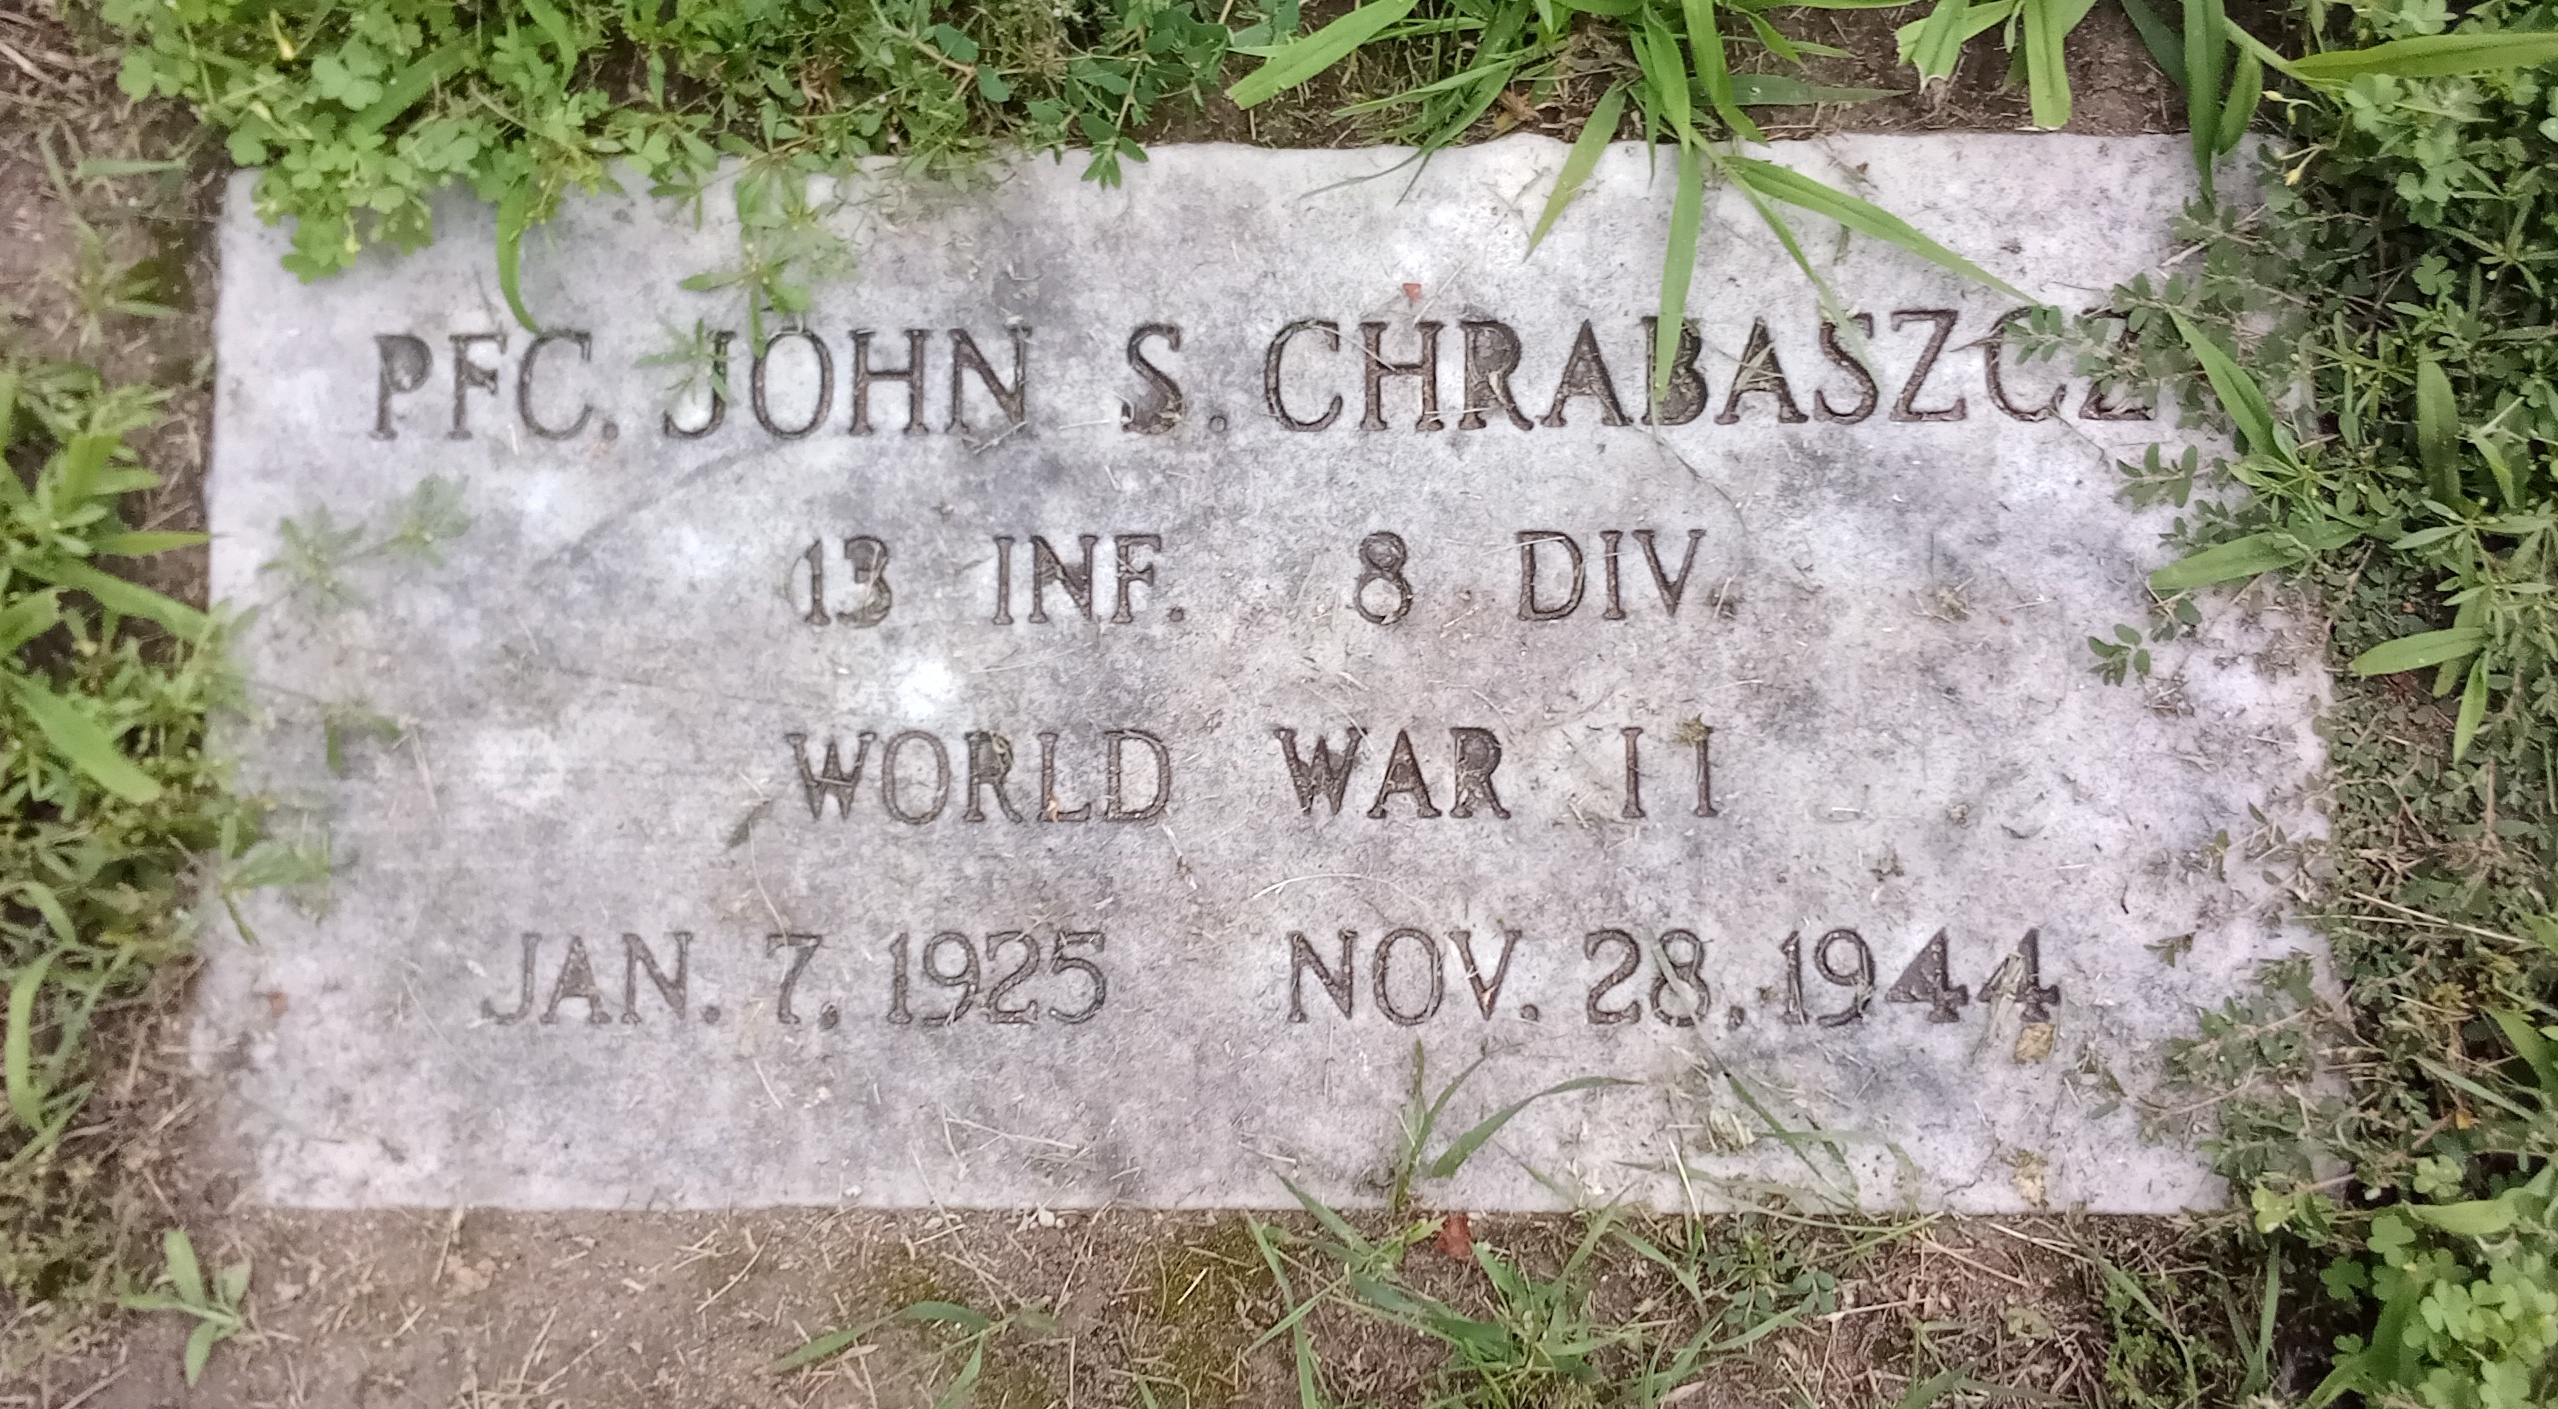 PFC. JOHN S. CHRABASZCZ
13 INF. 8 DIV.
WORLD WAR II
JAN. 7, 1925 NOV. 28, 1944